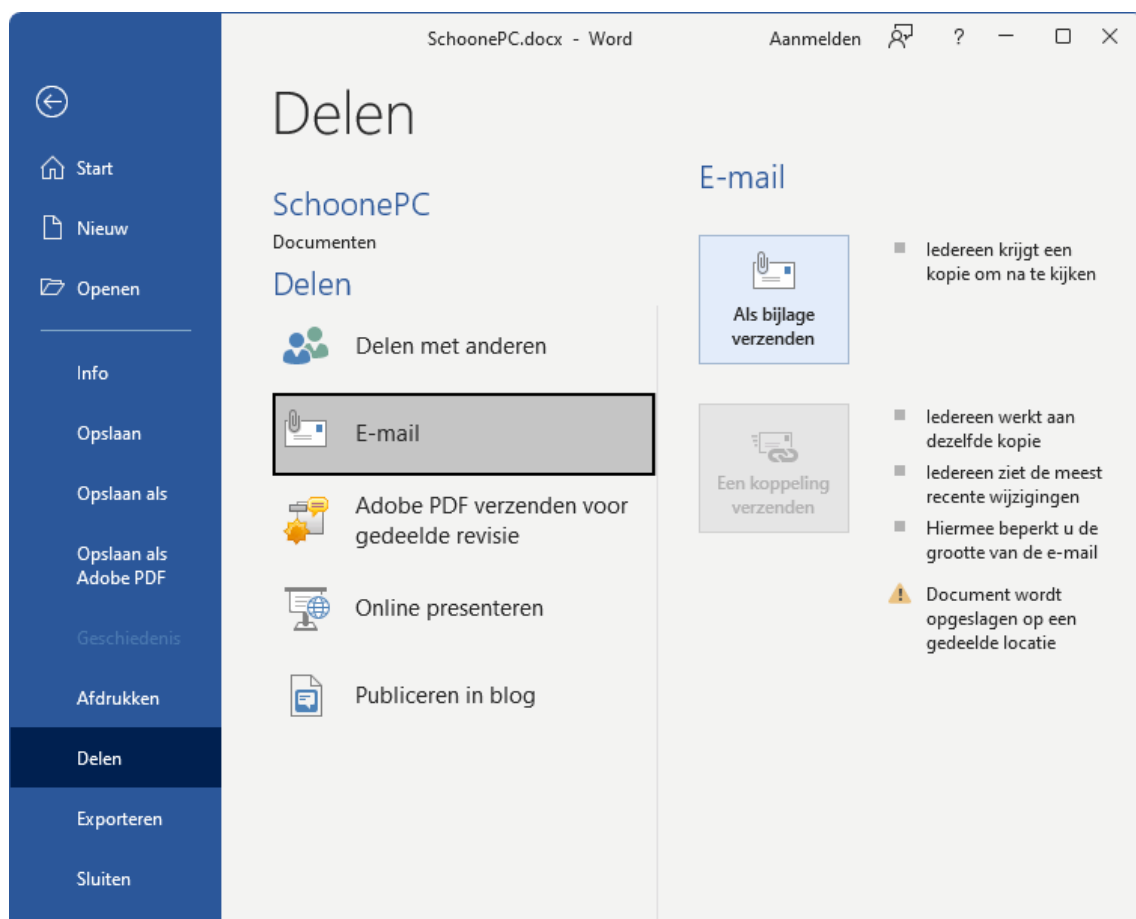 SchoonePC.docx - Word
Aanmelden
?
Start
Nieuw
Openen
Info
Opslaan
Opslaan als
Opslaan als
Adobe PDF
Geschiedenis
Afdrukken
Delen
Exporteren
Sluiten
Delen
SchoonePC
Documenten
Delen
Delen met anderen
E-mail
Adobe PDF verzenden voor
gedeelde revisie
Online presenteren
Publiceren in blog
E-mail
Als bijlage
verzenden
Iedereen krijgt een
kopie om na te kijken
Een koppeling
verzenden
Iedereen werkt aan
dezelfde kopie
Iedereen ziet de meest
recente wijzigingen
Hiermee beperkt u de
grootte van de e-mail
Document wordt
opgeslagen op een
gedeelde locatie